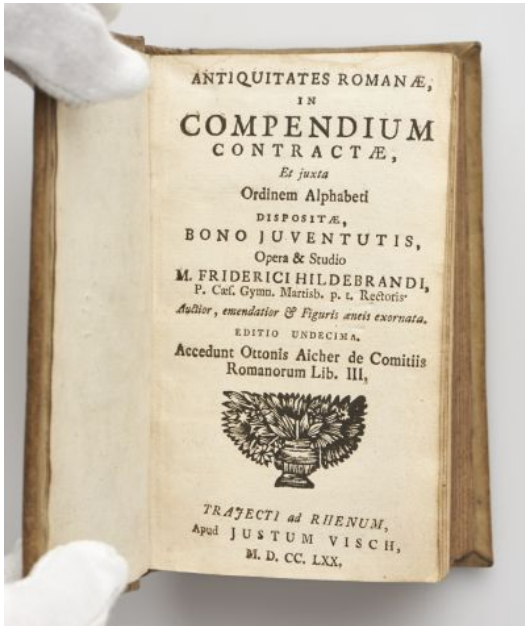 ANTIQUITATES ROMANÆ,
IN
COMPENDIUM
CONTRACTÆ,
Et juxta
Ordinem Alphabeti
DISPOSITÆ,
BONO JUVENTUTIS,
Opera & Studio
M. FRIDERICI HILDEBRANDI,
P. Cæs. Gymn. Martisb. p. t. Rectoris.
Auctior, emendatior & Figuris æneis exornata.
EDITIO UNDECIMA.
Accedunt Ottonis Aicher de Comitiis
Romanorum Lib. III,
TRAJECTI ad RHENUM,
Apud JUSTUM VISCH,
M. D. CC. LXX.